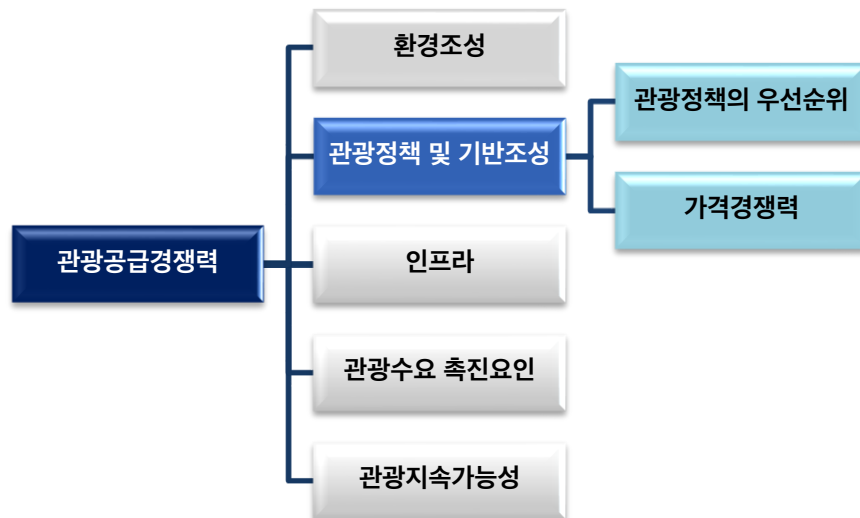 관광공급경쟁력
환경조성
관광정책 및 기반조성
관광정책의 우선순위
가격경쟁력
인프라
관광수요 촉진요인
관광지속가능성